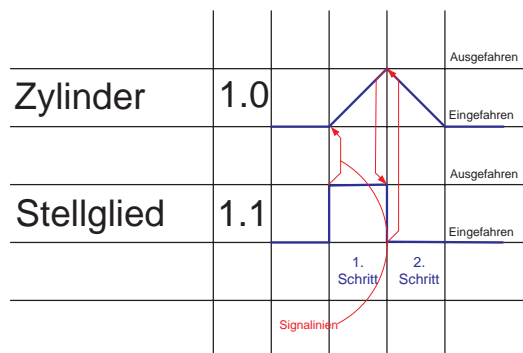 Ausgefahren
Zylinder 1.0
Eingefahren
Ausgefahren
Stellglied 1.1
Eingefahren
1. 2.
Schritt Schritt
Signalinien